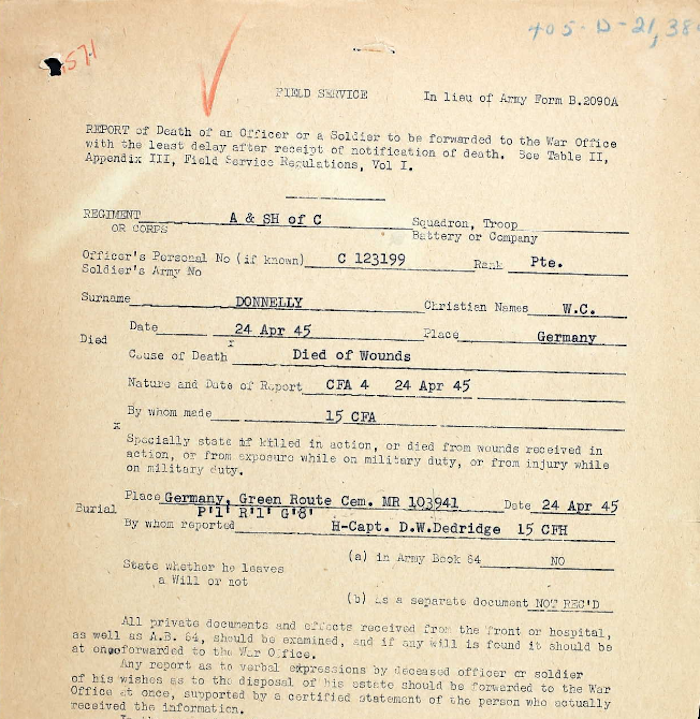 405-D-21,38
571
FIELD SERVICE In lieu of Army Form B.2090A
REPORT of Death of an Officer or a Soldier to be forwarded to the War Office
with the least delay after receipt of notification of death. See Table II,
Appendix III, Field Service Regulations, Vol I.
REGIMENT A & SH of C Squadron, Troop
OR CORPS Battery or Company
Officer's Personal No (if known) C 123199 Rank Pte.
Soldier's Army No
Surname DONNELLY Christian Names W.C.
Date 24 Apr 45 Place Germany
Died
x
Cause of Death Died of Wounds
Nature and Date of Report CFA 4 24 Apr 45
By whom made 15 CFA
x
Specially state if killed in action, or died from wounds received in
action, or from exposure while on military duty, or from injury while
on military duty.
Place Germany, Green Route Cem. MR 103941 Date 24 Apr 45
Burial P'1' R'1' G'8'
By whom reported H-Capt. D.W.Dedridge 15 CFH
(a) in Army Book 64 NO
State whether he leaves
a Will or not
(b) as a separate document NOT REC'D
All private documents and effects received from the front or hospital,
as well as A.B. 64, should be examined, and if any will is found it should be
at once forwarded to the War Office.
Any report as to verbal expressions by deceased officer or soldier
of his wishes as to the disposal of his estate should be forwarded to the War
Office at once, supported by a certified statement of the person who actually
received the information.